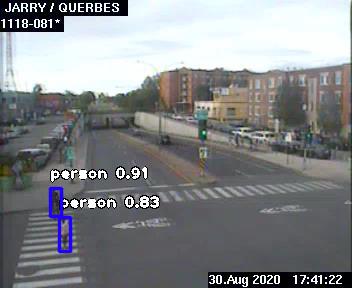 JARRY / QUERBES
1118-081*
person 0.91
person 0.83
30.Aug 2020 17:41:22